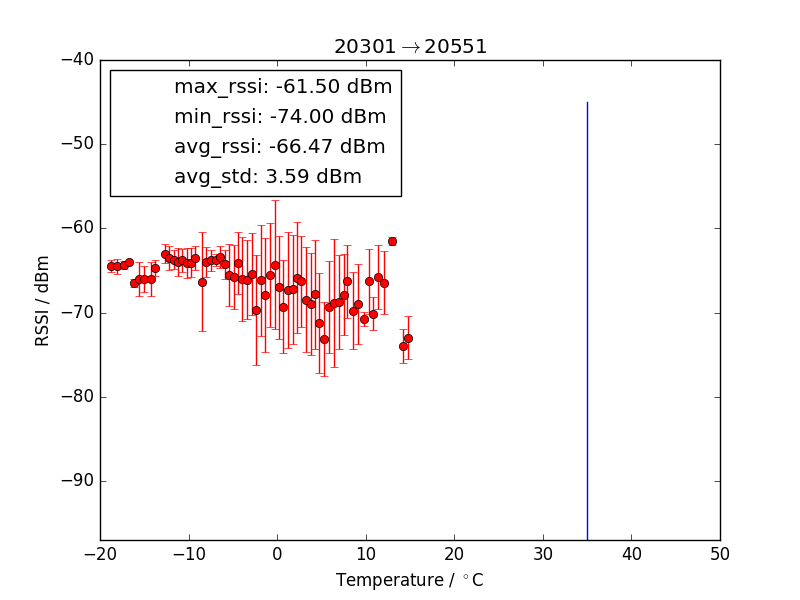 20301→20551
max_rssi: -61.50 dBm
min_rssi: -74.00 dBm
avg_rssi: -66.47 dBm
avg_std: 3.59 dBm
−40
−50
−60
−70
−80
−90
RSSI / dBm
−20
−10
0
10
20
30
40
50
Temperature / °C